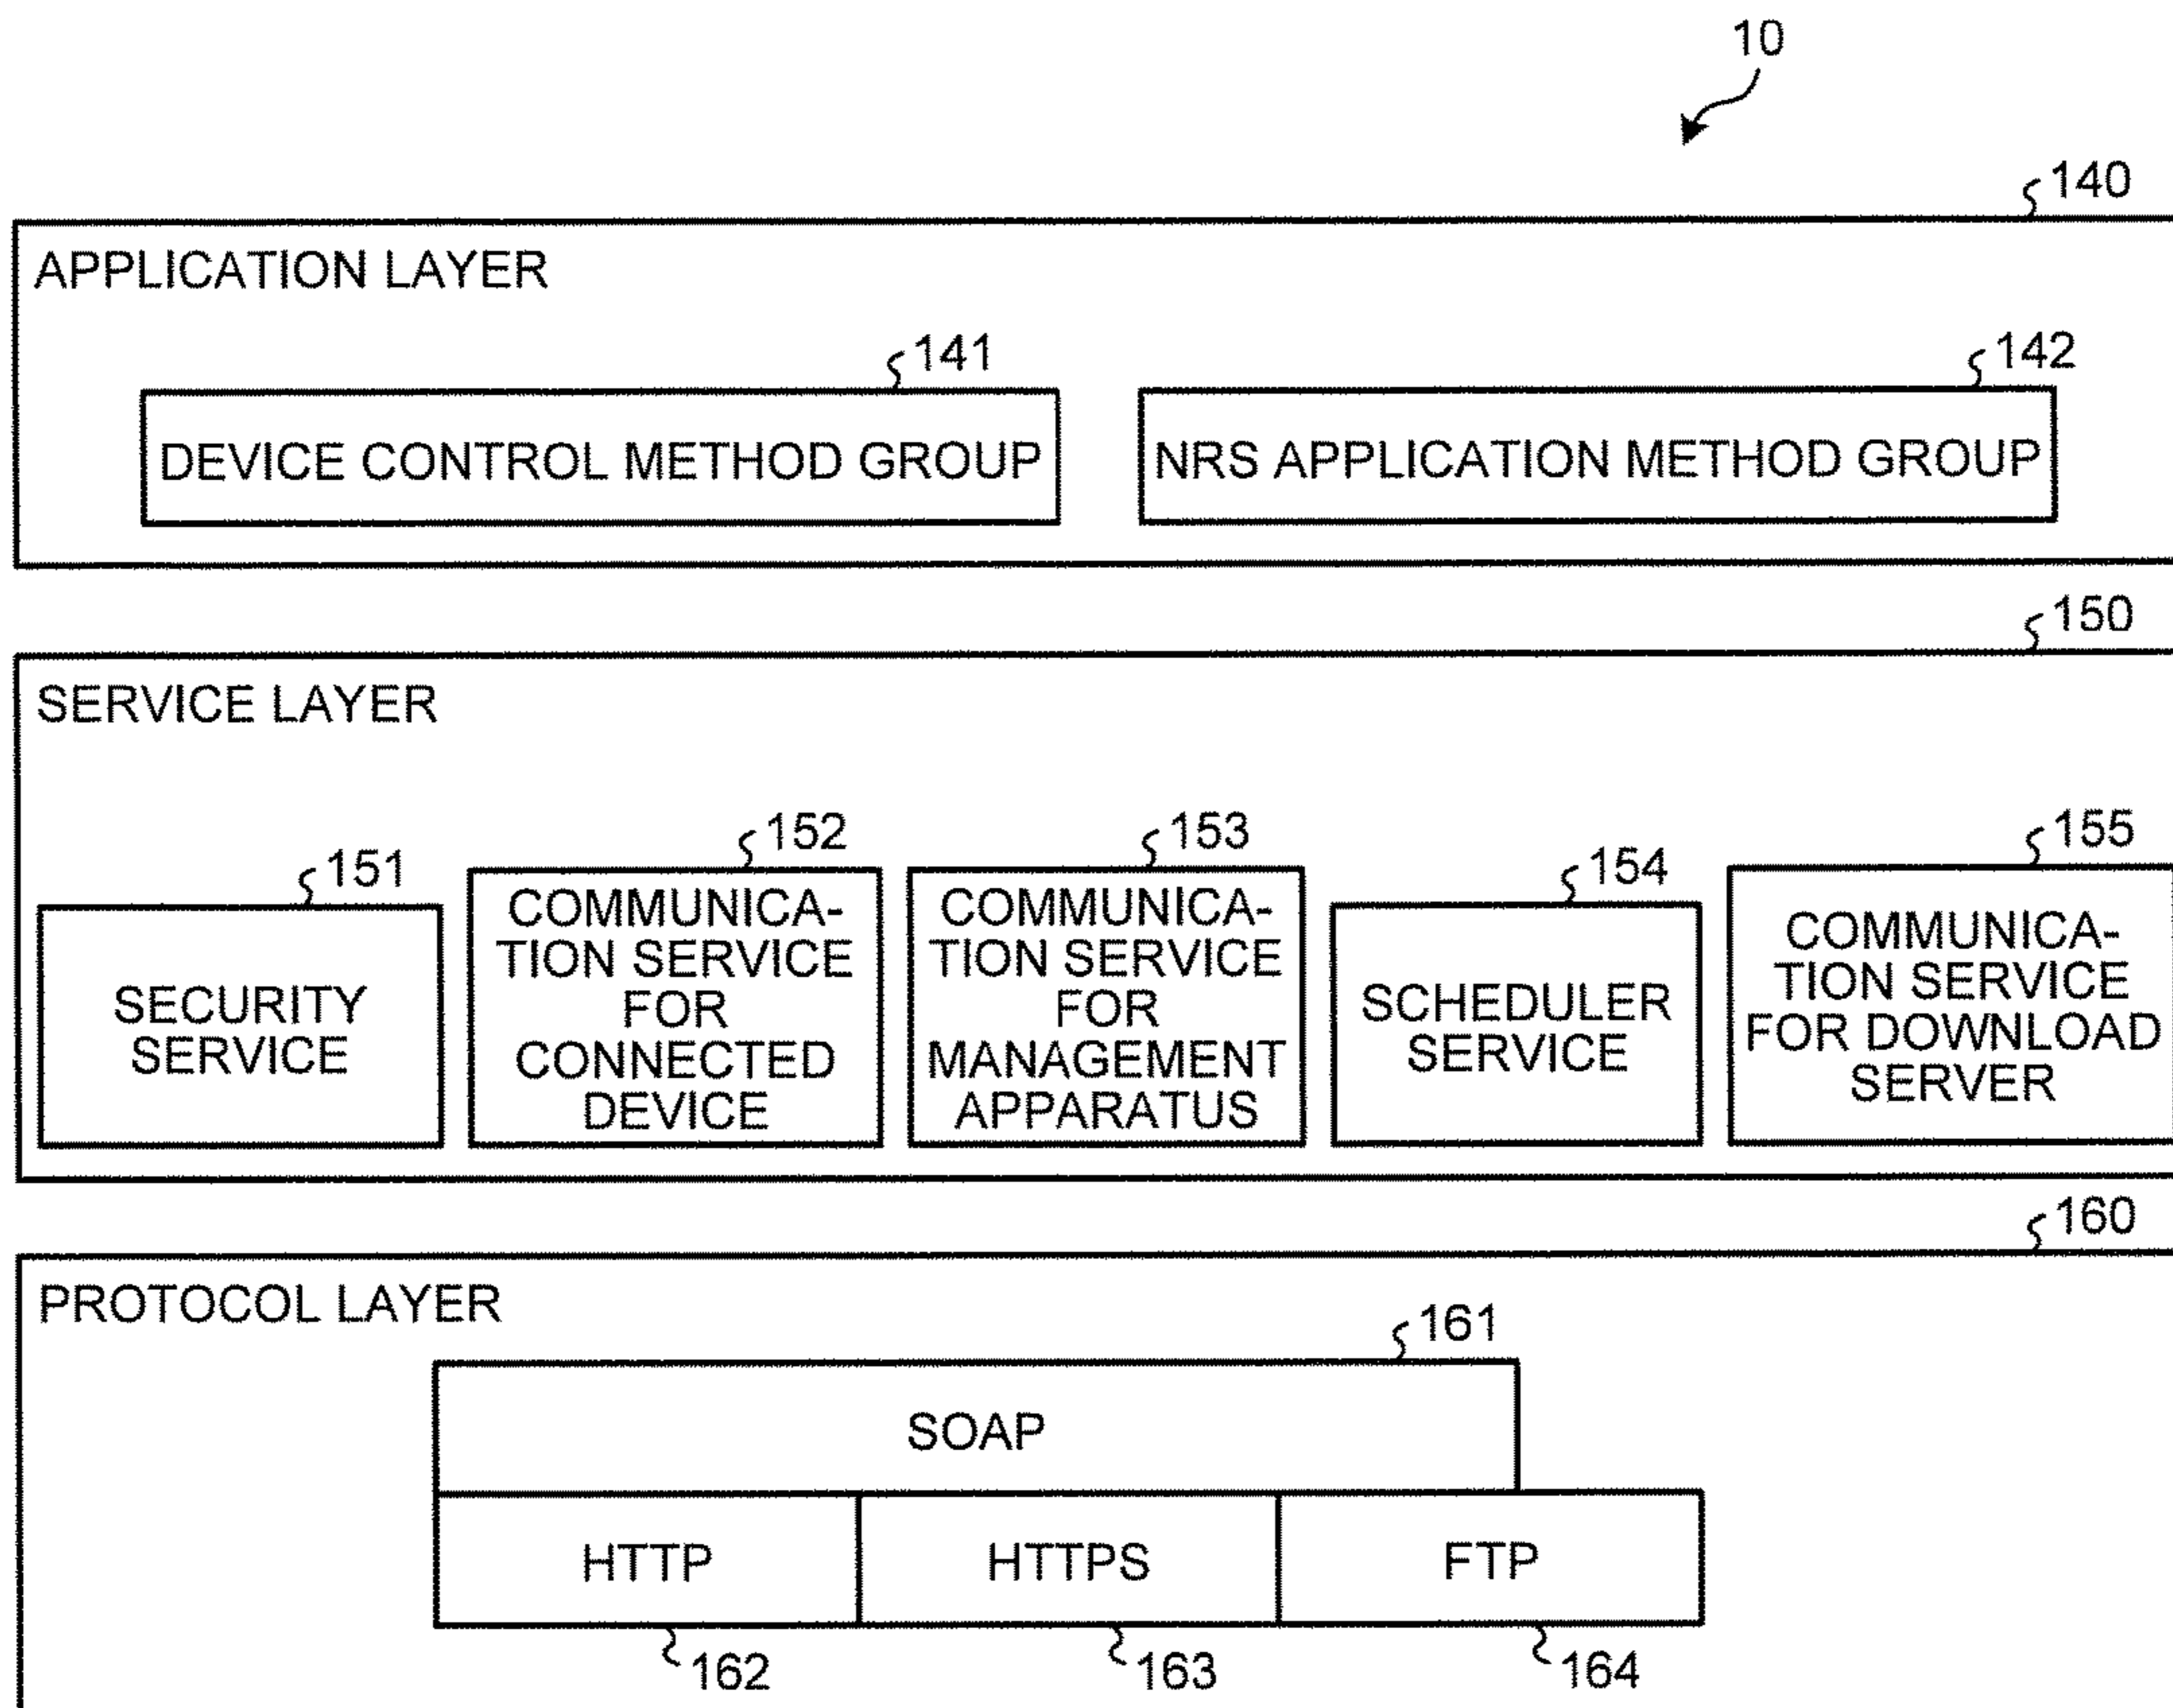 10
140
APPLICATION LAYER
141
142
DEVICE CONTROL METHOD GROUP
NRS APPLICATION METHOD GROUP
150
SERVICE LAYER
151
SECURITY
SERVICE
152
COMMUNICA-
TION SERVICE
FOR
CONNECTED
DEVICE
153
COMMUNICA-
TION SERVICE
FOR
MANAGEMENT
APPARATUS
154
SCHEDULER
SERVICE
155
COMMUNICA-
TION SERVICE
FOR DOWNLOAD
SERVER
160
PROTOCOL LAYER
161
SOAP
HTTP
HTTPS
FTP
162
163
164